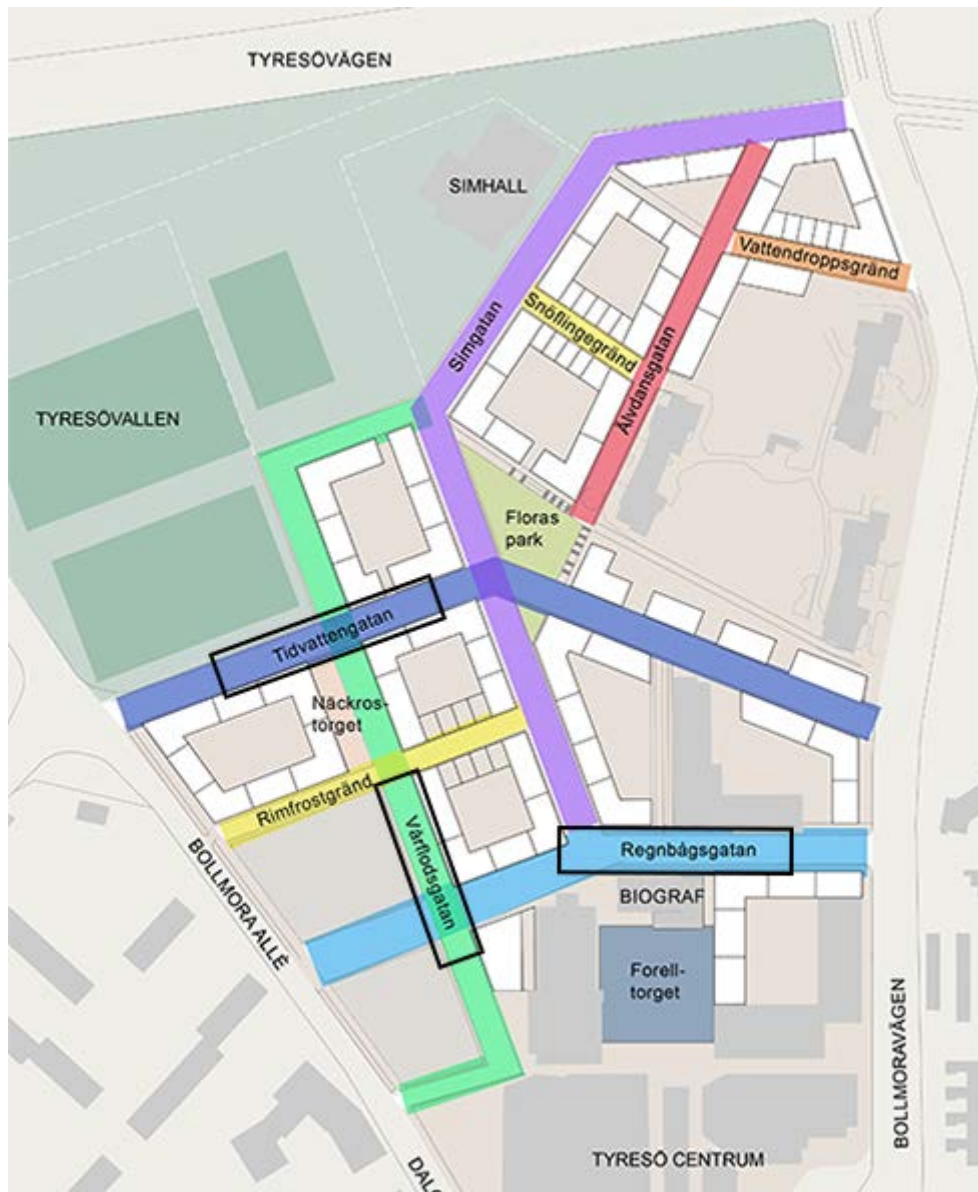 TYRESÖVÄGEN
SIMHALL
Vattendroppsgränd
Snöflingegränd
Simgatan
Älvdansgatan
TYRESÖVALLEN
Floras
park
Tidvattengatan
Näckros-
torget
Rimfrostgränd
Vårflodsgatan
Regnbågsgatan
BOLLMORA ALLÉ
BIOGRAF
Forell-
torget
BOLLMORAVÄGEN
TYRESÖ CENTRUM